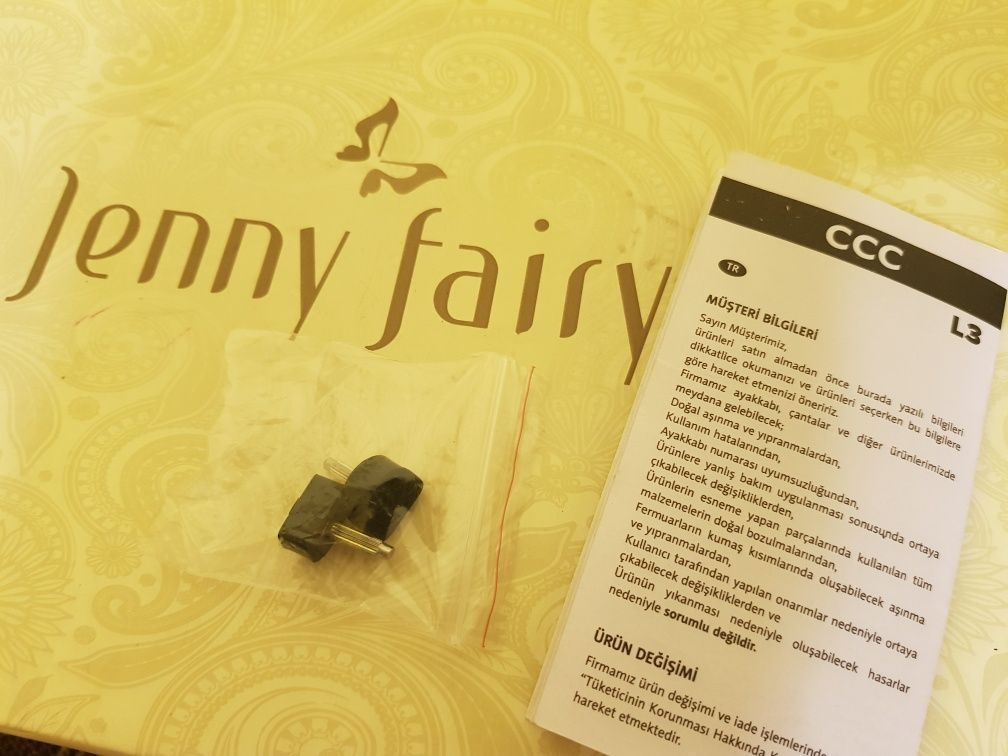 Jenny fairy
CCC
TR
L3
MÜŞTERİ BİLGİLERİ
Sayın Müşterimiz,
ürünleri satın almadan önce burada yazılı bilgileri
dikkatlice okumanızı ve ürünleri seçerken bu bilgilere
göre hareket etmenizi öneririz.
Firmamız ayakkabı, çantalar ve diğer ürünlerimizde
meydana gelebilecek;
Doğal aşınma ve yıpranmalardan,
Kullanım hatalarından,
Ayakkabı numarası uyumsuzluğundan,
Ürünlere yanlış bakım uygulanması sonusunda ortaya
çıkabilecek değişikliklerden,
Ürünlerin esneme yapan parçalarında kullanılan tüm
malzemelerin doğal bozulmalarından,
Fermuarların kumaş kısımlarında oluşabilecek aşınma
ve yıpranmalardan,
Kullanıcı tarafından yapılan onarımlar nedeniyle ortaya
çıkabilecek değişikliklerden ve
Ürünün yıkanması nedeniyle oluşabilecek hasarlar
nedeniyle sorumlu değildir.
ÜRÜN DEĞİŞİMİ
Firmamız ürün değişimi ve iade işlemlerinde
"Tüketicinin Korunması Hakkında
hareket etmektedir.